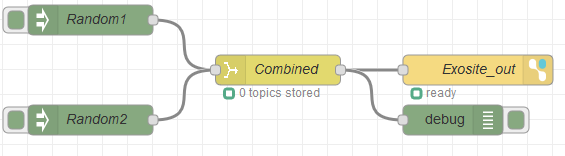 Random1
Combined
Exosite_out
0 topics stored
ready
Random2
debug